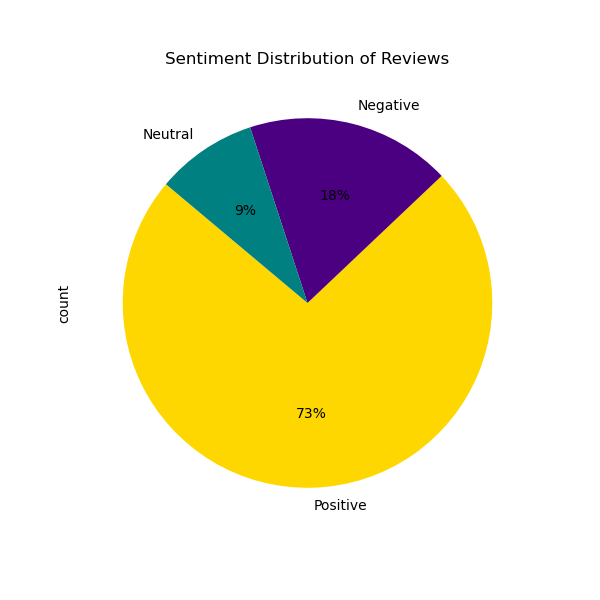 Sentiment Distribution of Reviews
Negative
Neutral
18%
9%
count
73%
Positive